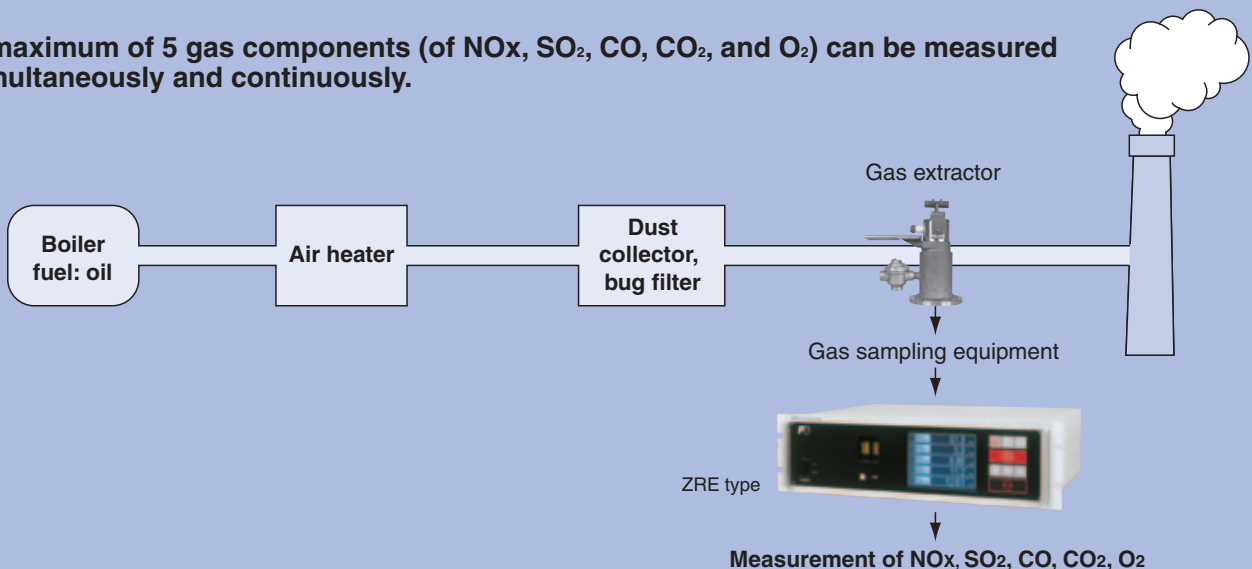 maximum of 5 gas components (of NOx, SO₂, CO, CO₂, and O₂) can be measured
multaneously and continuously.
Gas extractor
Boiler
fuel: oil
Air heater
Dust
collector,
bug filter
Gas sampling equipment
ZRE type
Measurement of NOx, SO₂, CO, CO₂, O₂